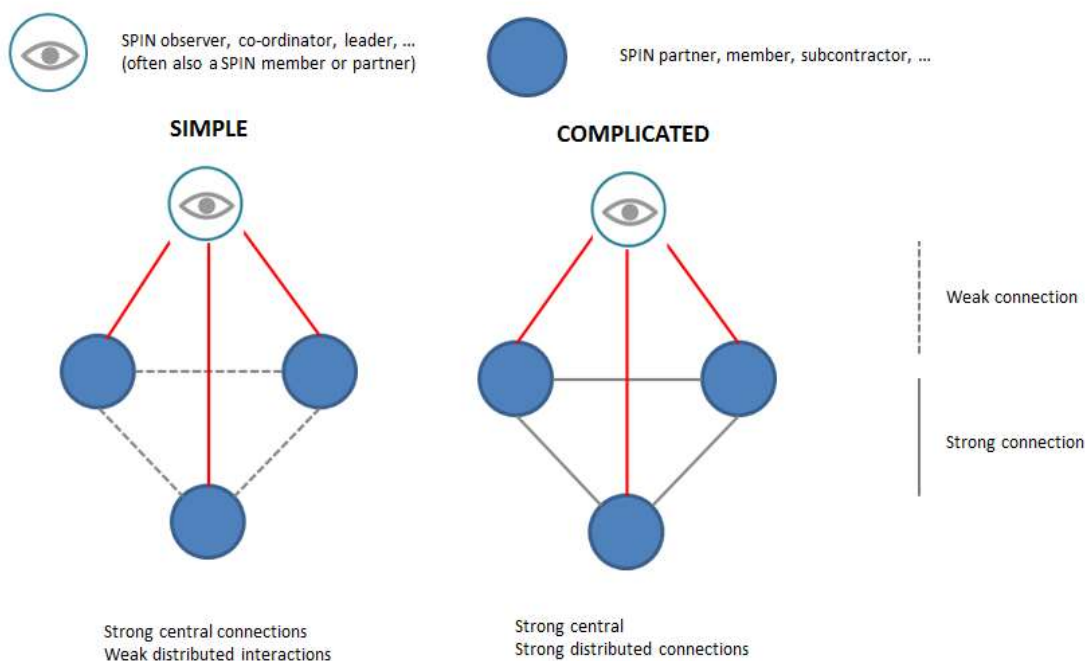 SPIN observer, co-ordinator, leader, ...
(often also a SPIN member or partner)
SPIN partner, member, subcontractor, ...
SIMPLE
COMPLICATED
Weak connection
Strong connection
Strong central connections
Weak distributed interactions
Strong central
Strong distributed connections